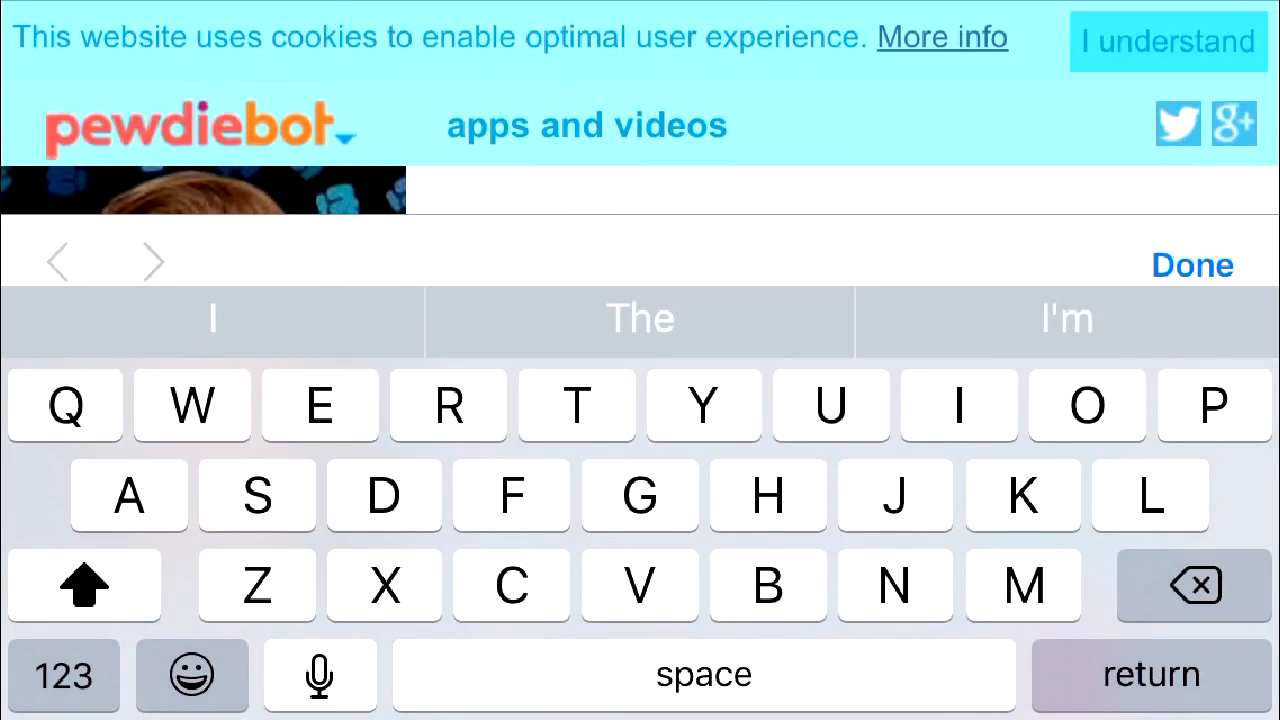 This website uses cookies to enable optimal user experience. More info I understand
pewdiebot apps and videos g+
Done
I The I'm
Q W E R T Y U I O P
A S D F G H J K L
Z X C V B N M
123 space return